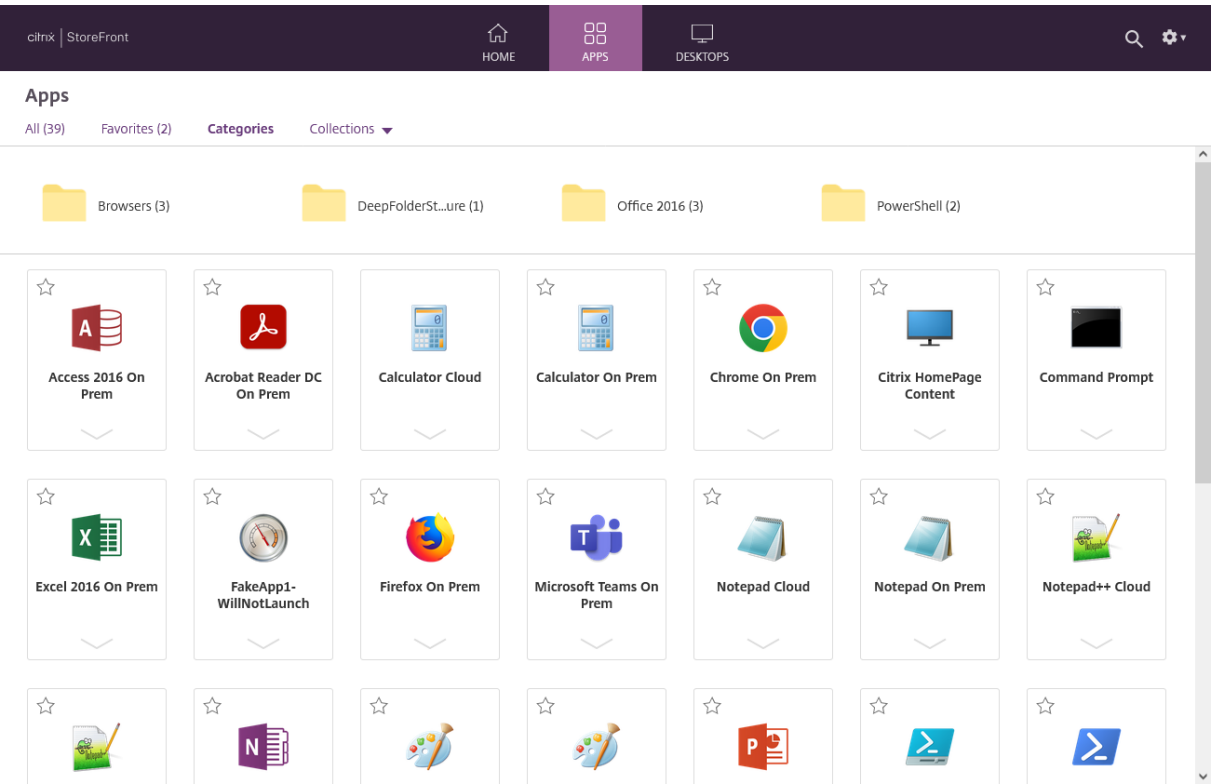 citrix | StoreFront
HOME
APPS
DESKTOPS
Apps
All (39)
Favorites (2)
Categories
Collections
Browsers (3)
DeepFolderSt...ure (1)
Office 2016 (3)
PowerShell (2)
Access 2016 On
Prem
Acrobat Reader DC
On Prem
Calculator Cloud
Calculator On Prem
Chrome On Prem
Citrix HomePage
Content
Command Prompt
Excel 2016 On Prem
FakeApp1-
WillNotLaunch
Firefox On Prem
Microsoft Teams On
Prem
Notepad Cloud
Notepad On Prem
Notepad++ Cloud